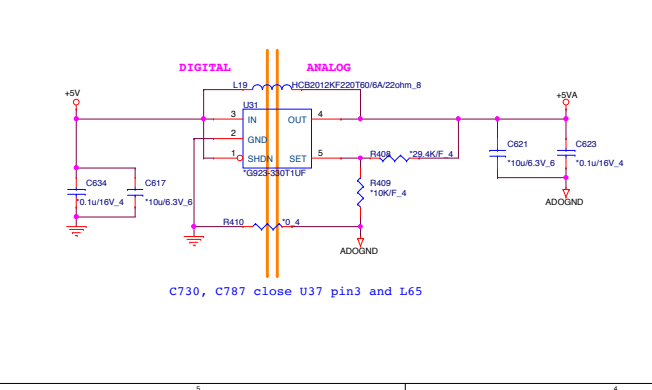 DIGITAL ANALOG
L19 HCB2012KF220T60/6A/22ohm_8
+5V +5VA
U31
3 IN OUT 4
2 GND
1 SHDN SET 5
*G923-330T1UF
R408 *29.4K/F_4
C621
*10u/6.3V_6
C623
*0.1u/16V_4
C634
*0.1u/16V_4
C617
*10u/6.3V_6
R409
*10K/F_4
ADOGND
R410 *0_4
ADOGND
C730, C787 close U37 pin3 and L65
5 4